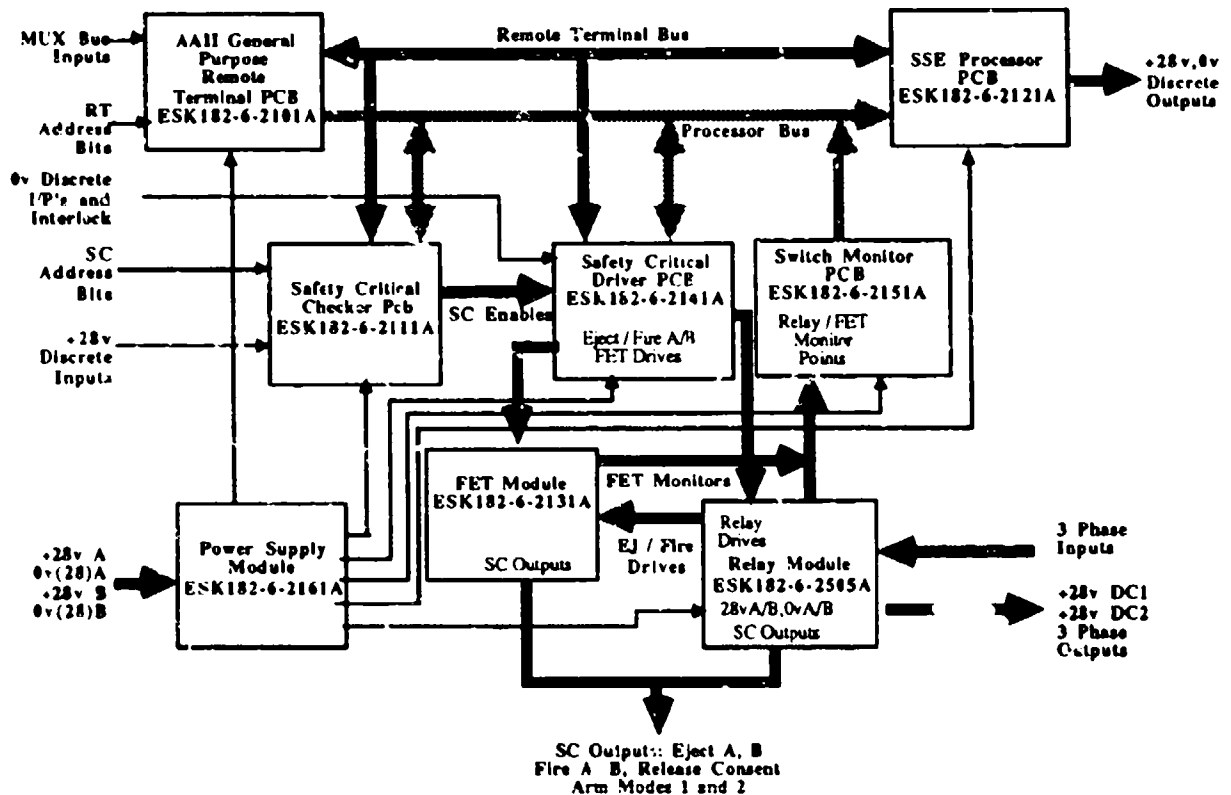 MUX Bus
Inputs
RT
Address
Bits
0v Discrete
I/P's and
Interlock
SC
Address
Bits
+28v
Discrete
Inputs
+28v A
0v(28)A
+28v B
0v(28)B
AAII General
Purpose
Remote
Terminal PCB
ESK182-6-2101A
Remote Terminal Bus
Processor Bus
SSE Processor
PCB
ESK182-6-2121A
+28v,0v
Discrete
Outputs
Safety Critical
Checker Pcb
ESK182-6-2111A
SC Enables
Safety Critical
Driver PCB
ESK182-6-2141A
Eject / Fire A/B
FET Drives
Switch Monitor
PCB
ESK182-6-2151A
Relay / FET
Monitor
Points
FET Module
ESK182-6-2131A
SC Outputs
FET Monitors
EJ / Fire
Drives
Power Supply
Module
ESK182-6-2161A
Relay
Drives
Relay Module
ESK182-6-2505A
28vA/B,0vA/B
SC Outputs
3 Phase
Inputs
+28v DC1
+28v DC2
3 Phase
Outputs
SC Outputs: Eject A, B
Fire A B, Release Consent
Arm Modes 1 and 2